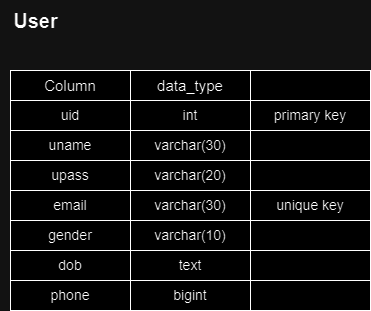 User
Column data_type
uid int primary key
uname varchar(30)
upass varchar(20)
email varchar(30) unique key
gender varchar(10)
dob text
phone bigint